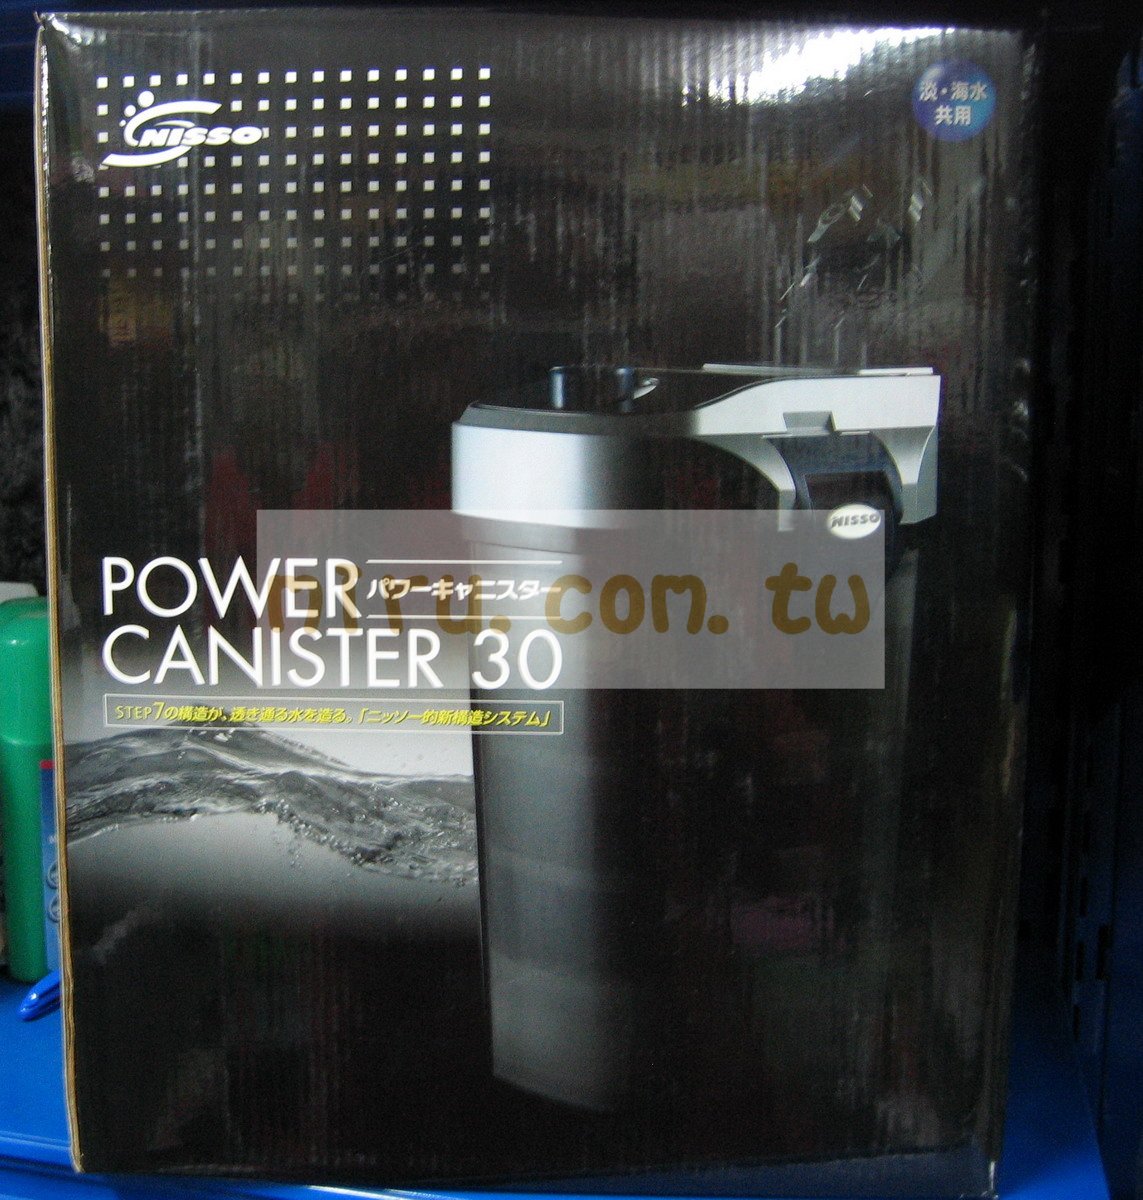 NISSO
淡・海水
共用
NISSO
POWER パワーキャニスター
CANISTER 30
miru.com.tw
STEP7の構造が、透き通る水を造る。「ニッソー的新構造システム」